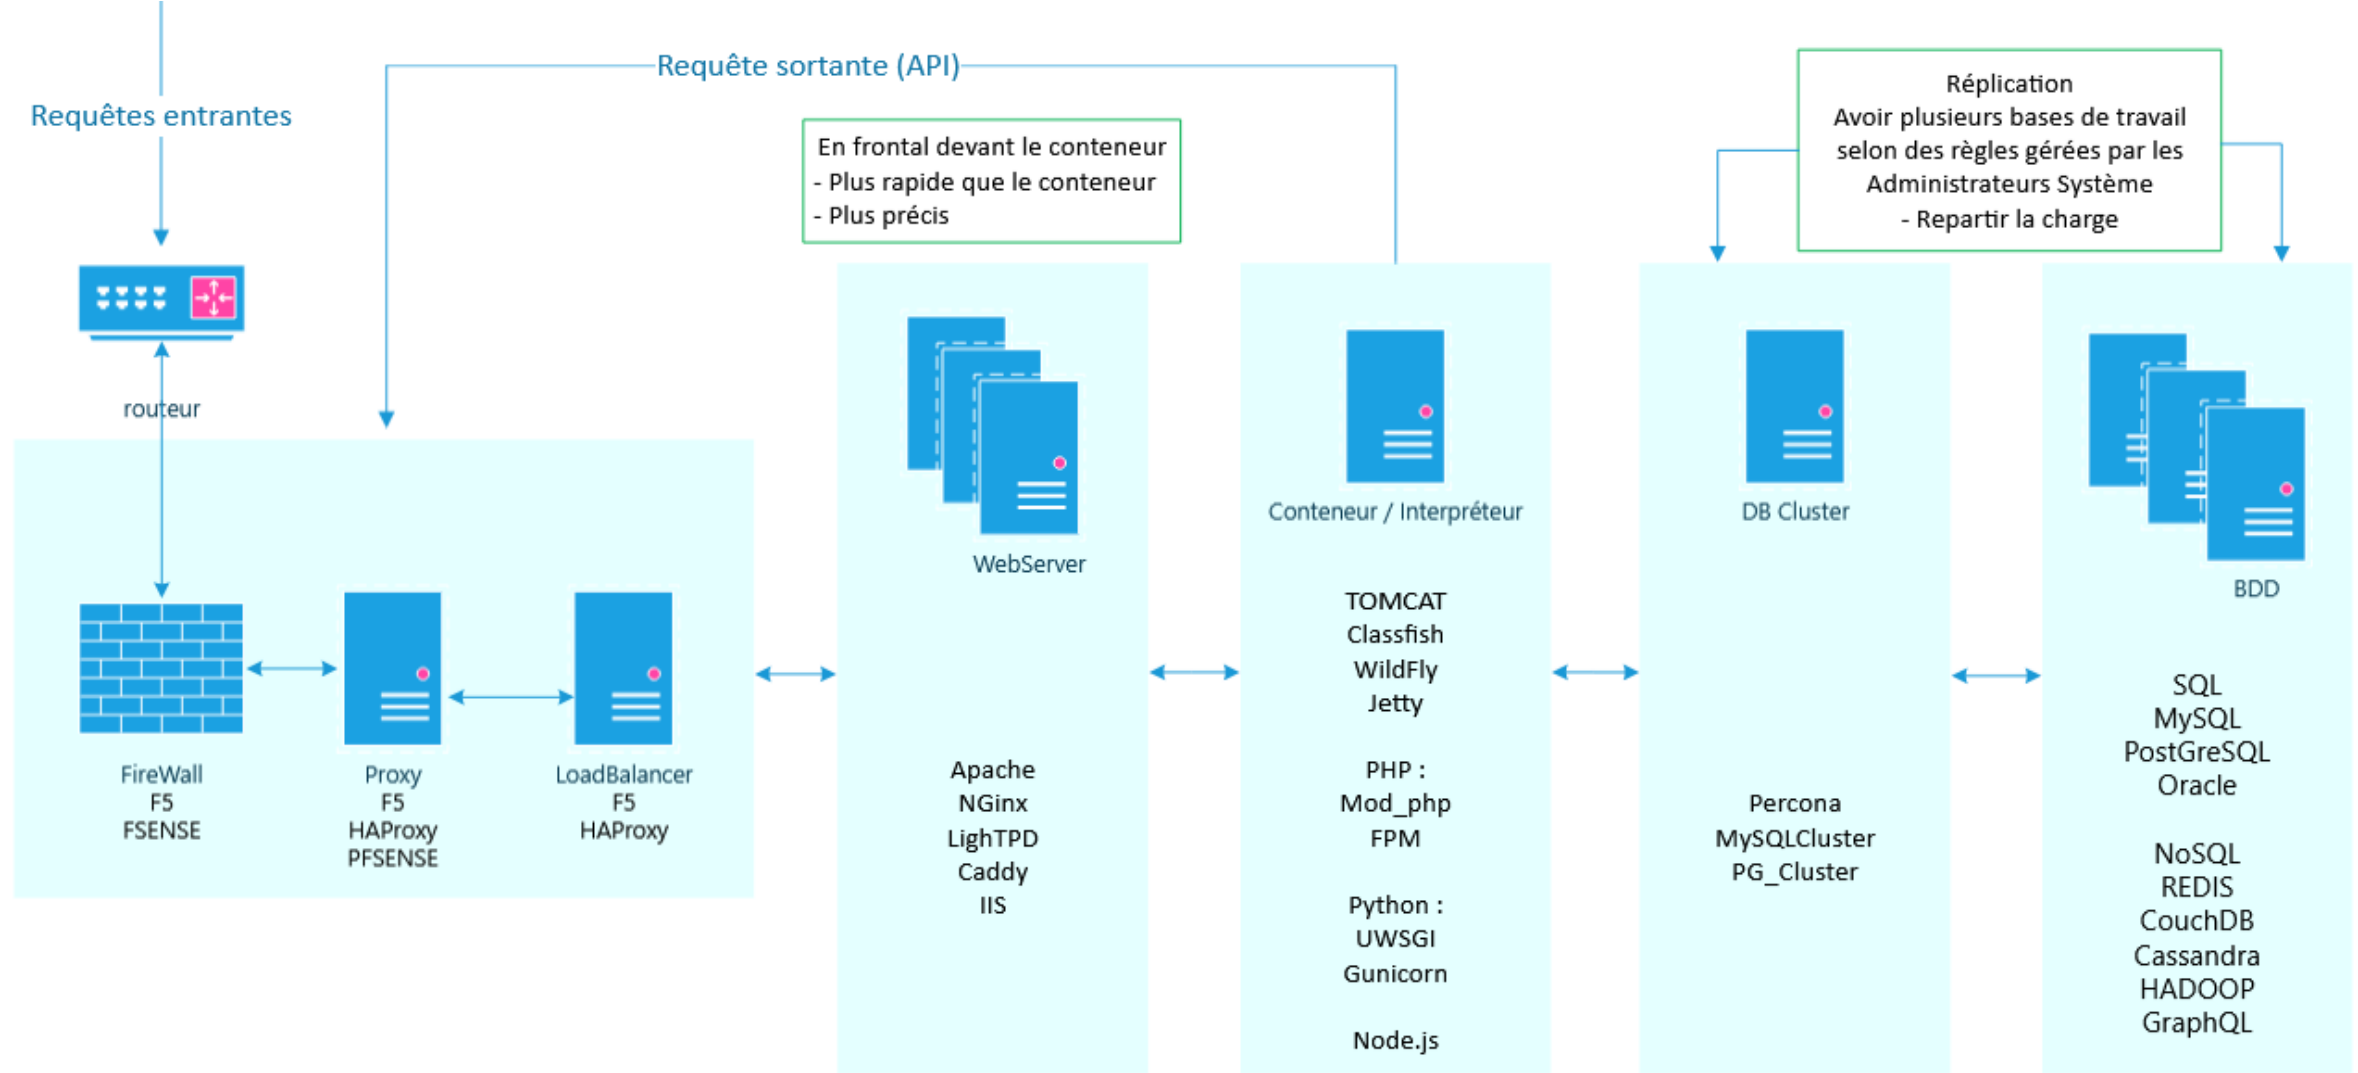 Requêtes entrantes
Requête sortante (API)
En frontal devant le conteneur
- Plus rapide que le conteneur
- Plus précis
Réplication
Avoir plusieurs bases de travail
selon des règles gérées par les
Administrateurs Système
- Repartir la charge
routeur
FireWall
F5
FSENSE
Proxy
F5
HAProxy
PFSENSE
LoadBalancer
F5
HAProxy
WebServer
Apache
NGinx
LighTPD
Caddy
IIS
Conteneur / Interpréteur
TOMCAT
Classfish
WildFly
Jetty
PHP :
Mod_php
FPM
Python :
UWSGI
Gunicorn
Node.js
DB Cluster
Percona
MySQLCluster
PG_Cluster
BDD
SQL
MySQL
PostGreSQL
Oracle
NoSQL
REDIS
CouchDB
Cassandra
HADOOP
GraphQL